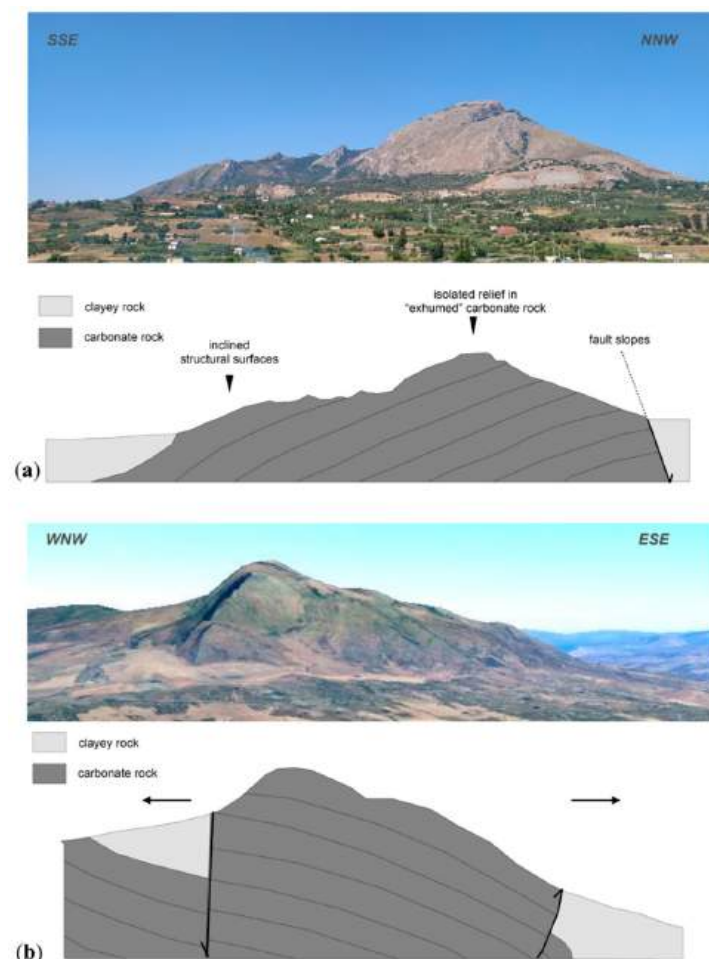 SSE NNW
clayey rock
carbonate rock
inclined
structural surfaces
isolated relief in
"exhumed" carbonate rock
fault slopes
(a)
WNW ESE
clayey rock
carbonate rock
(b)